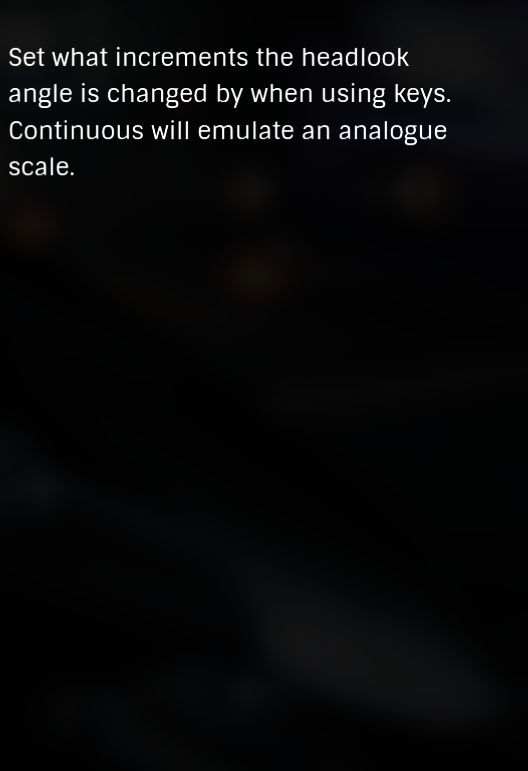 Set what increments the headlook
angle is changed by when using keys.
Continuous will emulate an analogue
scale.